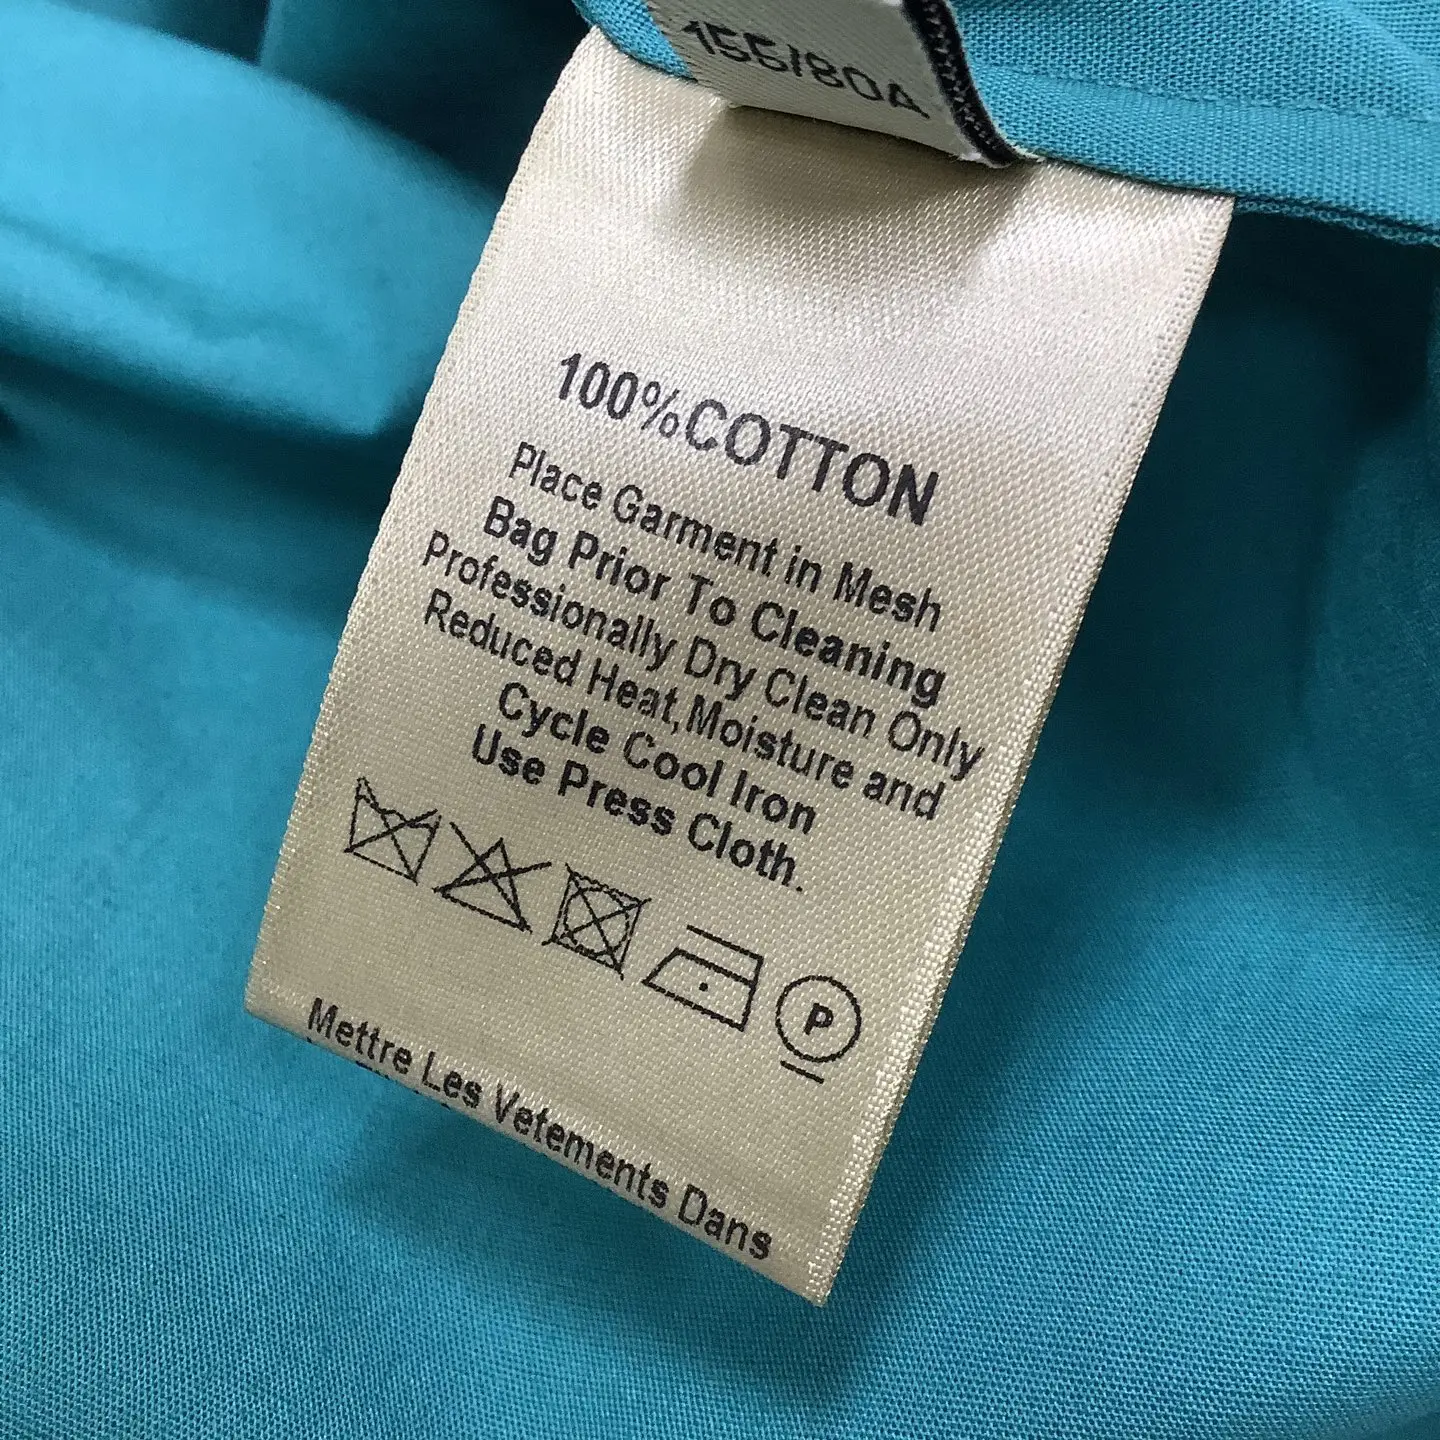 155/80A
100%COTTON
Place Garment in Mesh
Bag Prior To Cleaning
Professionally Dry Clean Only
Reduced Heat,Moisture and
Cycle Cool Iron
Use Press Cloth.
P
Mettre Les Vetements Dans